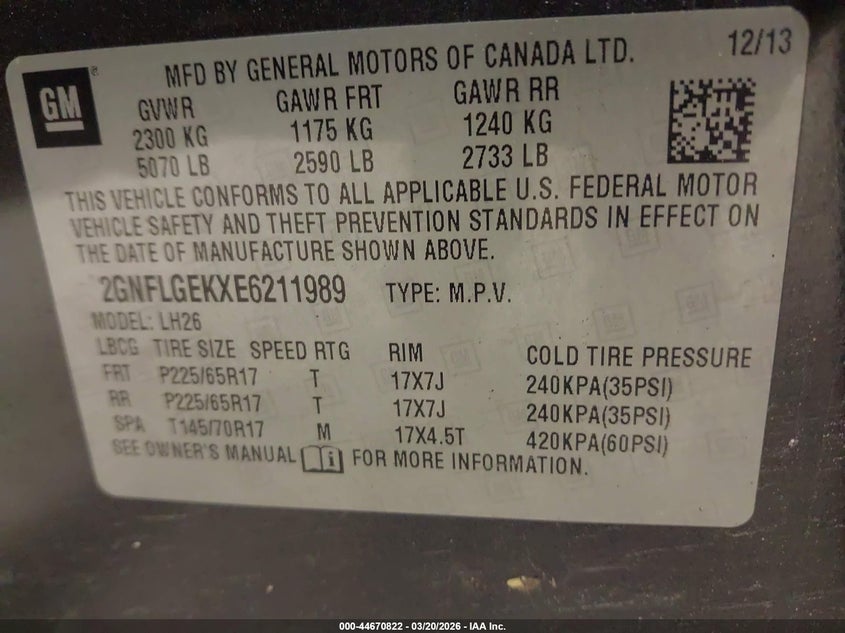 12/13
GM
MFD BY GENERAL MOTORS OF CANADA LTD.
GVWR GAWR FRT GAWR RR
2300 KG 1175 KG 1240 KG
5070 LB 2590 LB 2733 LB
THIS VEHICLE CONFORMS TO ALL APPLICABLE U.S. FEDERAL MOTOR
VEHICLE SAFETY AND THEFT PREVENTION STANDARDS IN EFFECT ON
THE DATE OF MANUFACTURE SHOWN ABOVE.
2GNFLGEKXE6211989 TYPE: M.P.V.
MODEL: LH26
LBCG TIRE SIZE SPEED RTG RIM COLD TIRE PRESSURE
FRT P225/65R17 T 17X7J 240KPA(35PSI)
RR P225/65R17 T 17X7J 240KPA(35PSI)
SPA T145/70R17 M 17X4.5T 420KPA(60PSI)
SEE OWNER'S MANUAL FOR MORE INFORMATION.
000-44670822 - 03/20/2026 - IAA Inc.